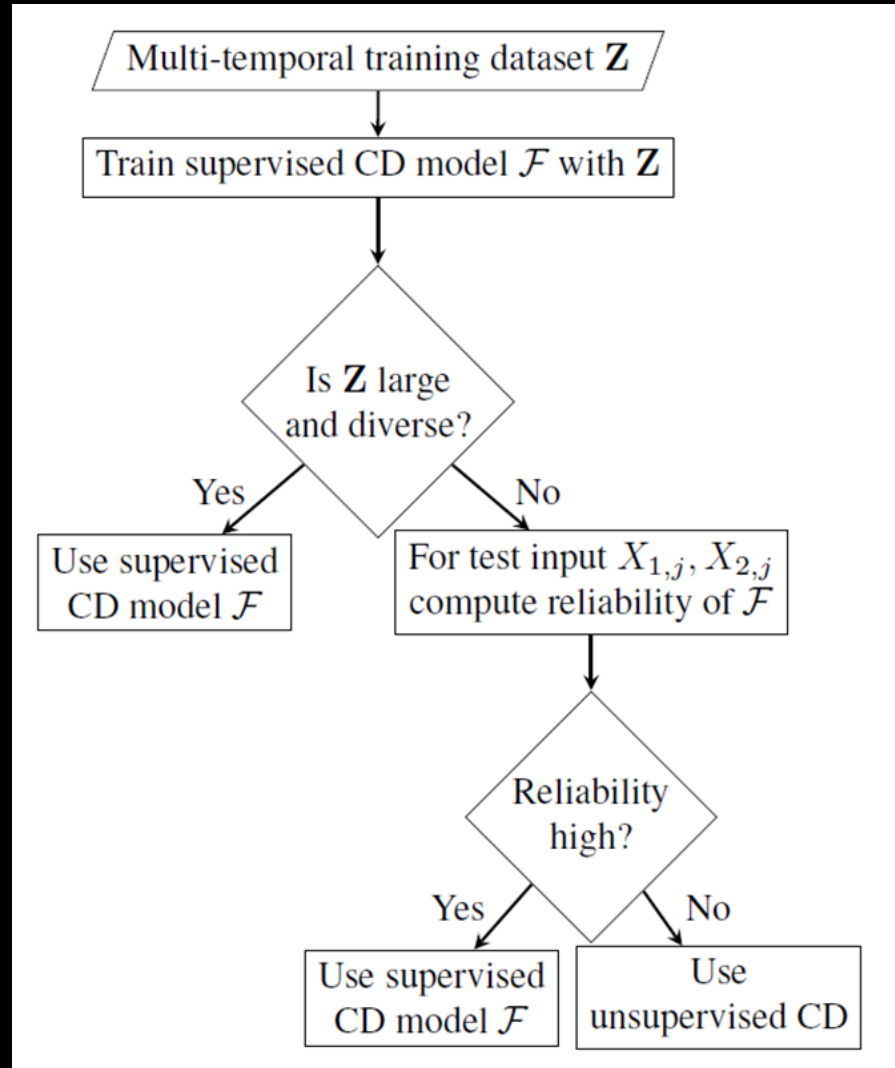 Multi-temporal training dataset Z
Train supervised CD model ℱ with Z
Is Z large
and diverse?
Yes
No
Use supervised
CD model ℱ
For test input X₁,ⱼ, X₂,ⱼ
compute reliability of ℱ
Reliability
high?
Yes
No
Use supervised
CD model ℱ
Use
unsupervised CD